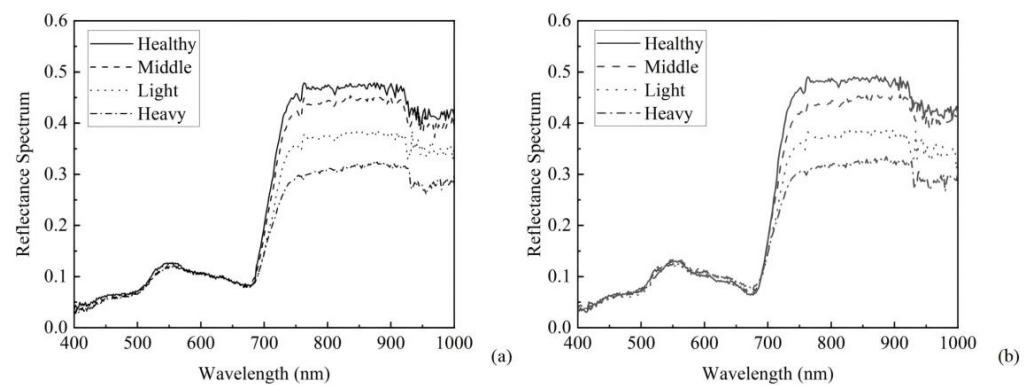 0.6
0.5
0.4
0.3
0.2
0.1
0.0
Reflectance Spectrum
Healthy
Middle
Light
Heavy
400 500 600 700 800 900 1000
Wavelength (nm)
(a)
0.6
0.5
0.4
0.3
0.2
0.1
0.0
Reflectance Spectrum
Healthy
Middle
Light
Heavy
400 500 600 700 800 900 1000
Wavelength (nm)
(b)